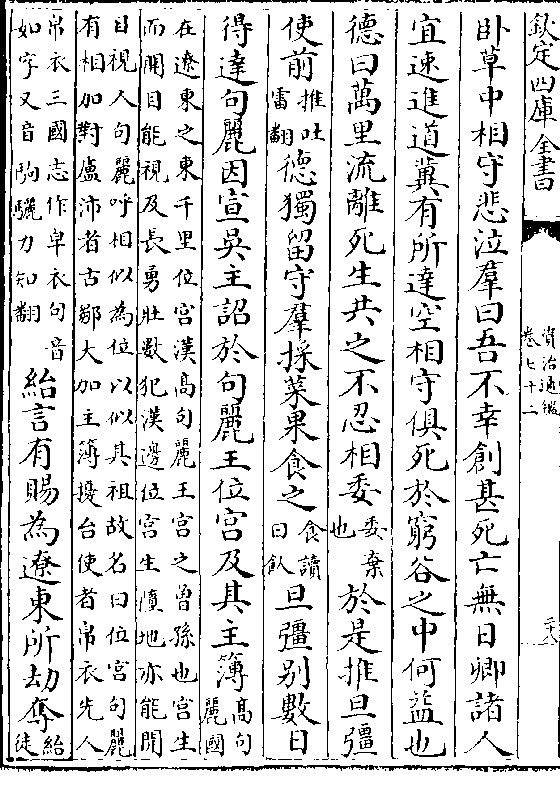 欽定四庫全書
資治通鑑
卷七十二
卧草中相守悲泣羣曰吾不幸創甚死亡無日卿諸人
宜速進道冀有所達空相守俱死於窮谷之中何益也
德曰萬里流離死生共之不忍相委委棄也於是推旦彊
使前推吐雷翻德獨留守羣採菜果食之食讀曰飤旦彊别數日
得達句麗因宣吳主詔於句麗王位宫及其主簿高句麗國
在遼東之東千里位宫漢高句麗王宫之曽孫也宫生
而開目能視及長勇壯數犯漢邊位宫生墮地亦能開
目視人句麗呼相似為位以似其祖故名曰位宫句麗
有相加對盧沛者古鄒大加主簿擾台使者帛衣先人
帛衣三國志作皁衣句音
如字又音駒驪力知翻
紿言有賜為遼東所劫奪紿徒